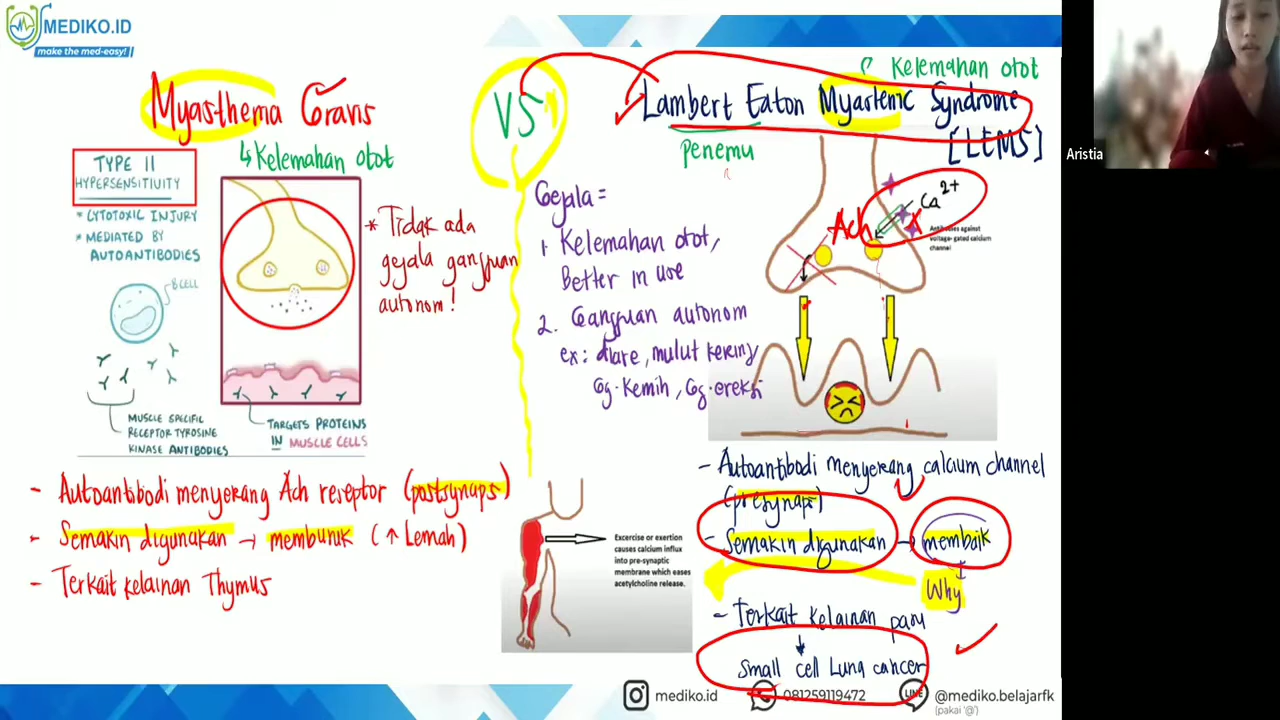 MEDIKO.ID
make the med-easy!
Myasthenia Gravis
↳ Kelemahan otot
TYPE II
HYPERSENSITIVITY
* CYTOTOXIC INJURY
* MEDIATED BY
AUTOANTIBODIES
B CELL
MUSCLE SPECIFIC
RECEPTOR TYROSINE
KINASE ANTIBODIES
TARGETS PROTEINS
IN MUSCLE CELLS
* Tidak ada
gejala gangguan
autonom!
- Autoantibodi menyerang Ach reseptor (postsynaps)
- Semakin digunakan → memburuk (↑ Lemah)
- Terkait kelainan Thymus
VS
Gejala =
1. Kelemahan otot,
Better in use
2. Gangguan autonom
ex: diare, mulut kering
Gg. Kemih, Gg. ereksi
Excercise or exertion
causes calcium influx
into pre-synaptic
membrane which eases
acetylcholine release.
Kelemahan otot
Lambert Eaton Myastenic Syndrome
[LEMS]
penemu
Ca2+
Ach
Antibodies against
voltage-gated calcium
channel
- Autoantibodi menyerang calcium channel
(presynaps)
- Semakin digunakan → membaik
Why
- Terkait kelainan paru
Small cell Lung cancer
mediko.id
081259119472
LINE
@mediko.belajarfk
(pakai '@')
Aristia